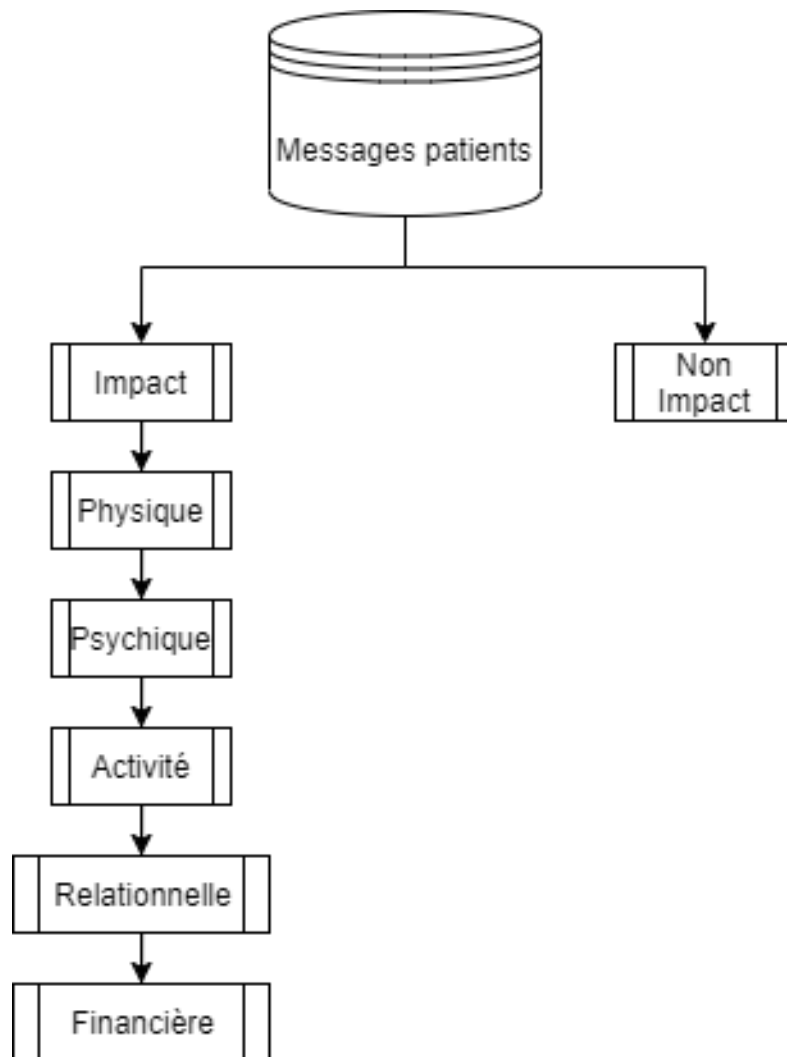 Messages patients
Impact
Non
Impact
Physique
Psychique
Activité
Relationnelle
Financière